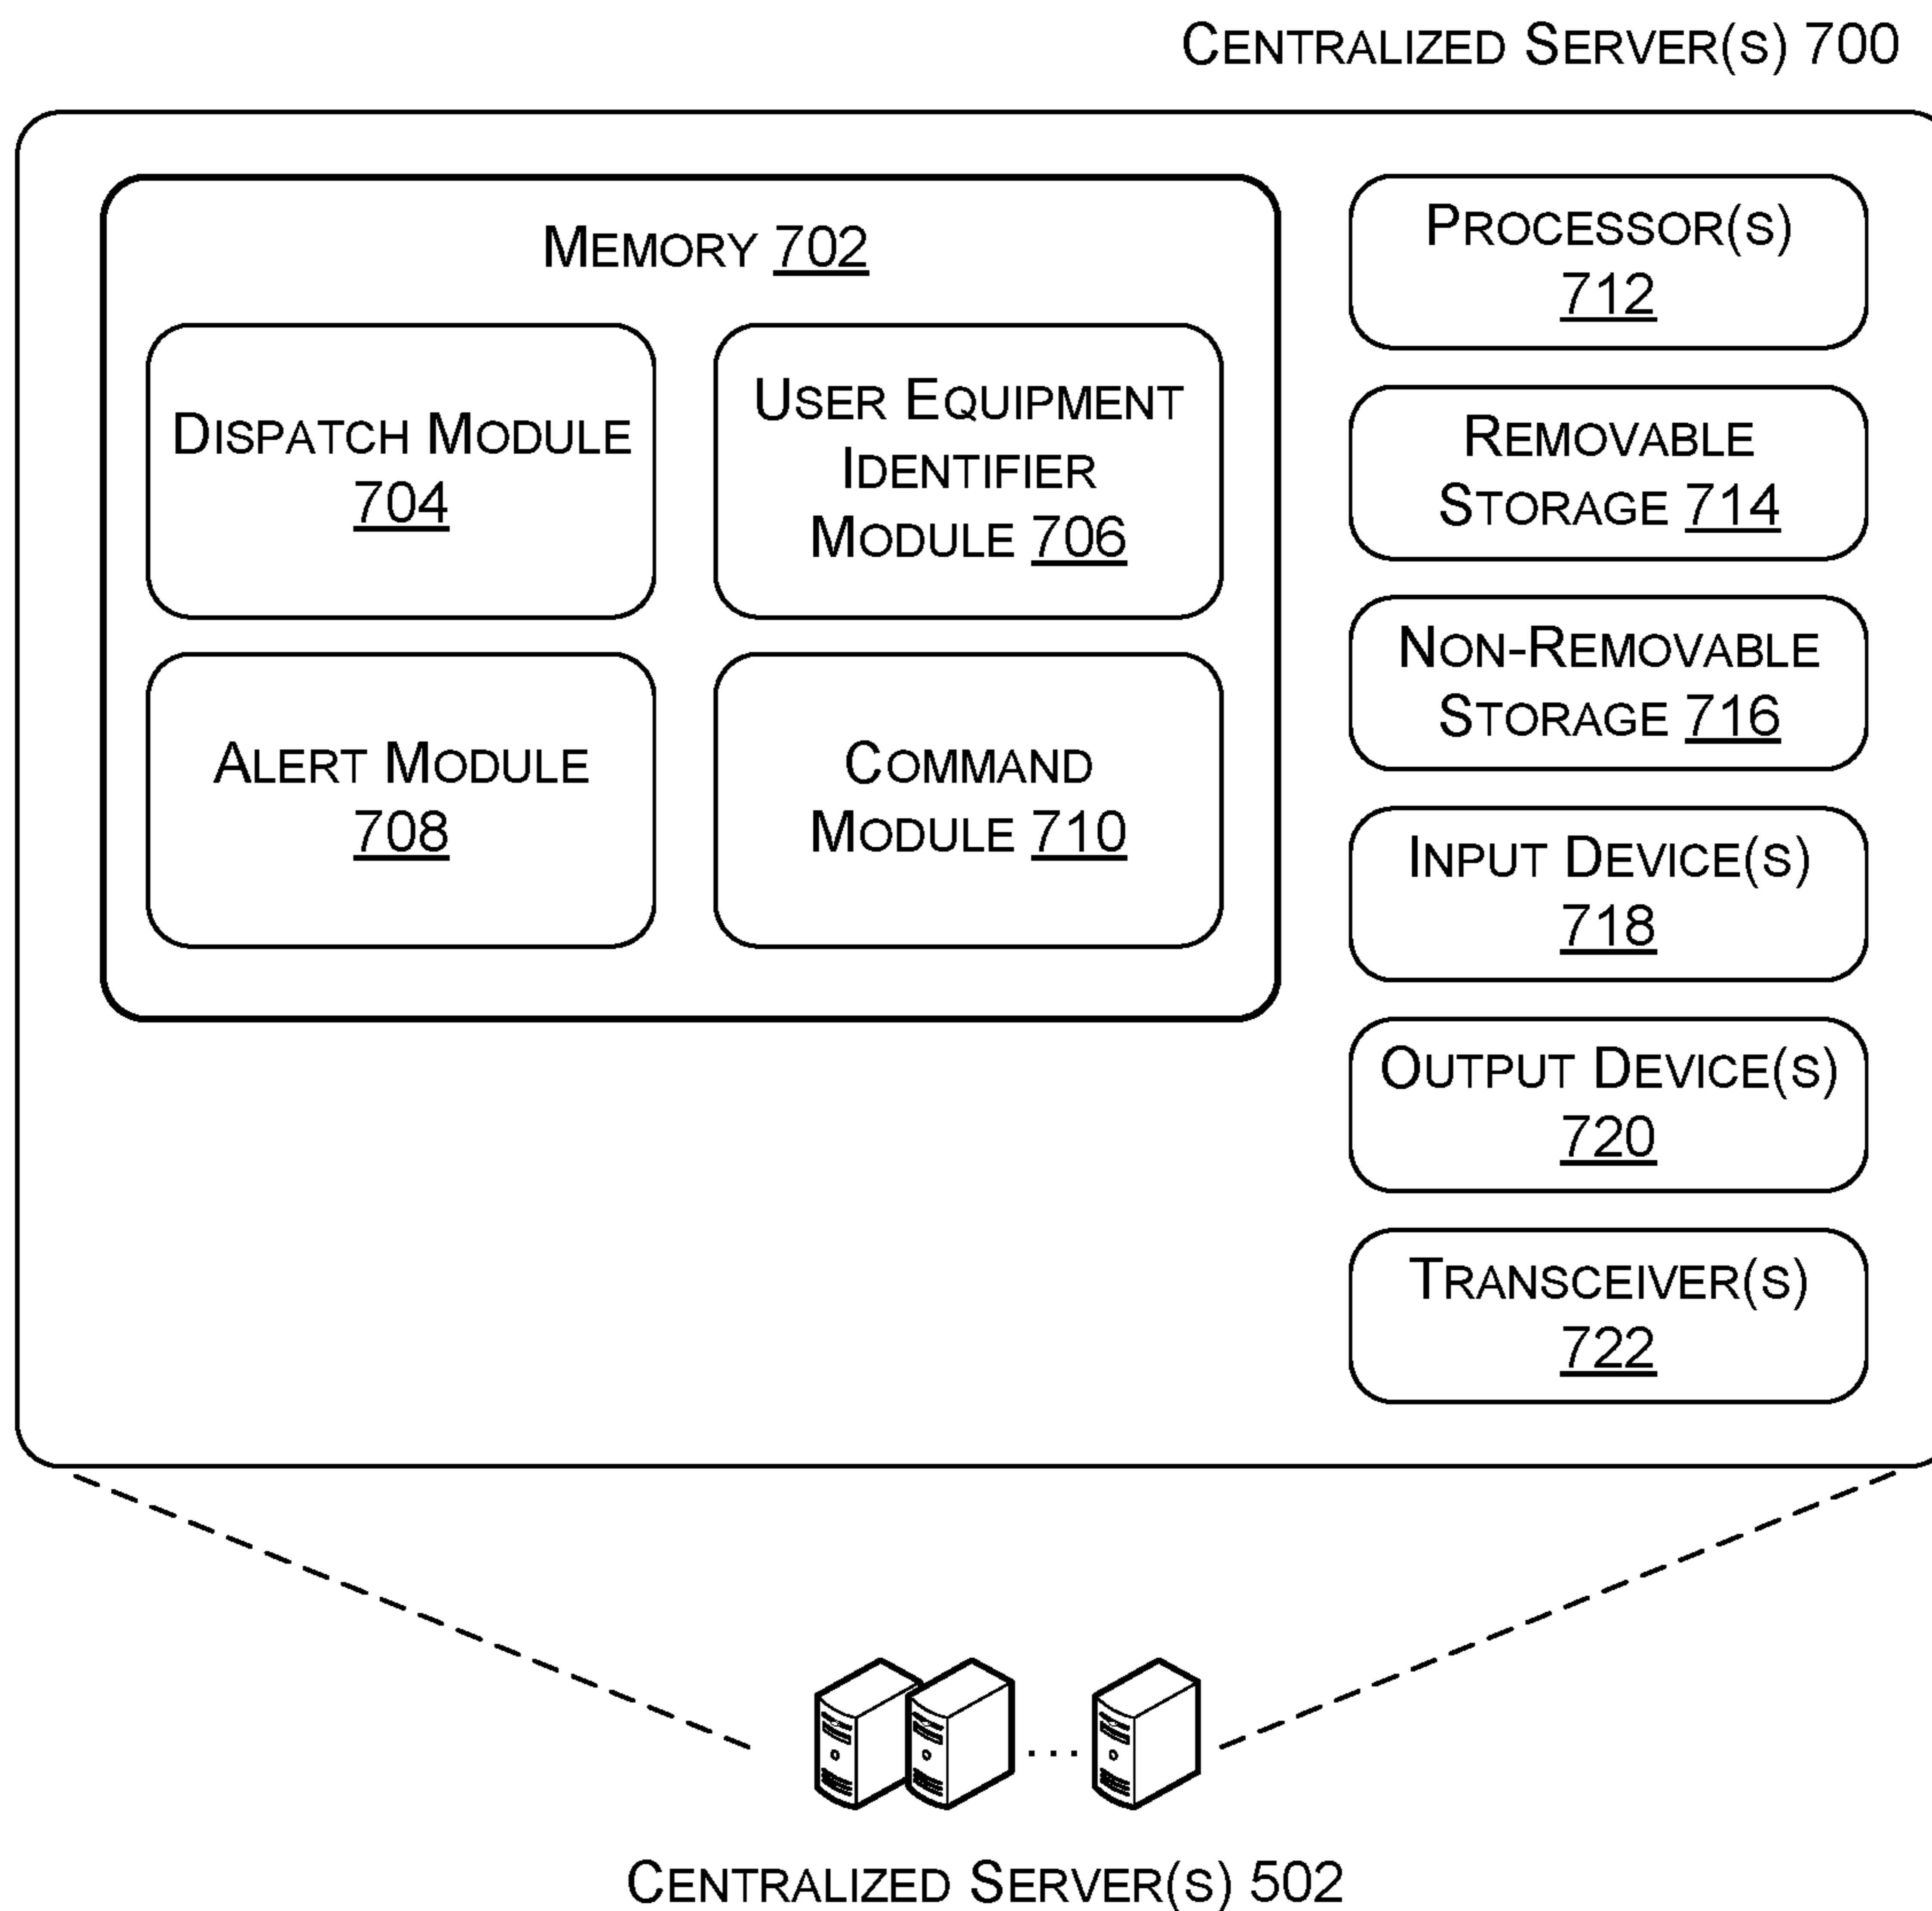 CENTRALIZED SERVER(S) 700
MEMORY 702
DISPATCH MODULE
704
USER EQUIPMENT
IDENTIFIER
MODULE 706
ALERT MODULE
708
COMMAND
MODULE 710
PROCESSOR(S)
712
REMOVABLE
STORAGE 714
NON-REMOVABLE
STORAGE 716
INPUT DEVICE(S)
718
OUTPUT DEVICE(S)
720
TRANSCEIVER(S)
722
...
CENTRALIZED SERVER(S) 502